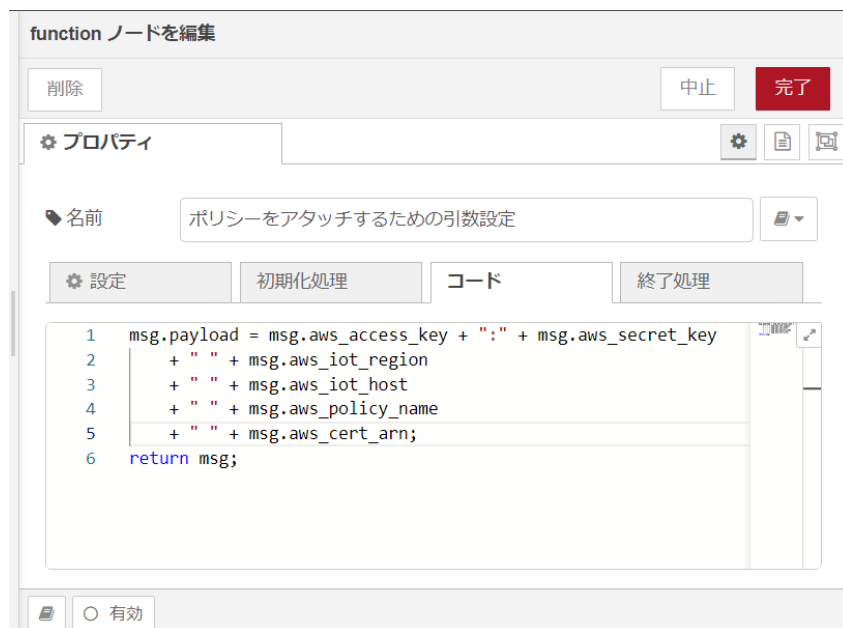 function ノードを編集
削除
中止
完了
プロパティ
名前
ポリシーをアタッチするための引数設定
設定
初期化処理
コード
終了処理
1 msg.payload = msg.aws_access_key + ":" + msg.aws_secret_key
2 + " " + msg.aws_iot_region
3 + " " + msg.aws_iot_host
4 + " " + msg.aws_policy_name
5 + " " + msg.aws_cert_arn;
6 return msg;
有効